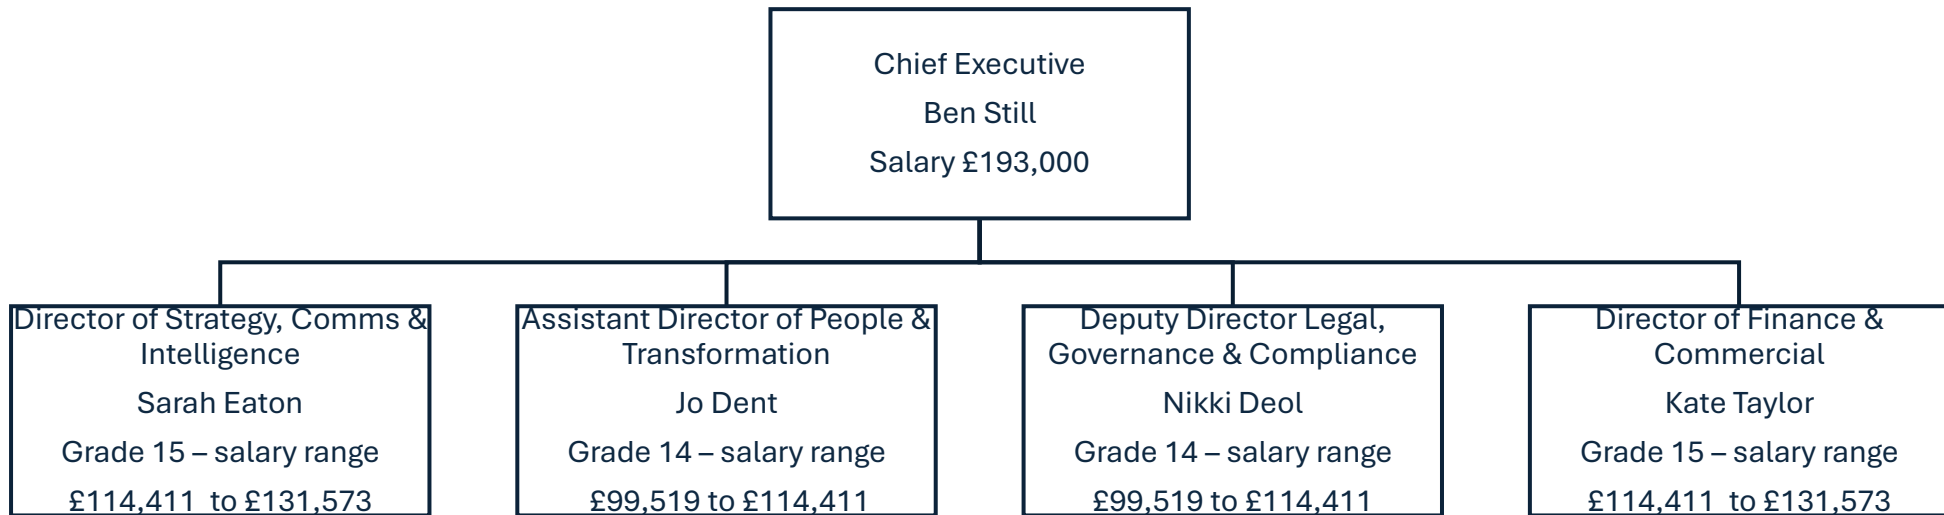 Chief Executive
Ben Still
Salary £193,000
Director of Strategy, Comms &
Intelligence
Sarah Eaton
Grade 15 – salary range
£114,411  to £131,573
Assistant Director of People &
Transformation
Jo Dent
Grade 14 – salary range
£99,519 to £114,411
Deputy Director Legal,
Governance & Compliance
Nikki Deol
Grade 14 – salary range
£99,519 to £114,411
Director of Finance &
Commercial
Kate Taylor
Grade 15 – salary range
£114,411  to £131,573